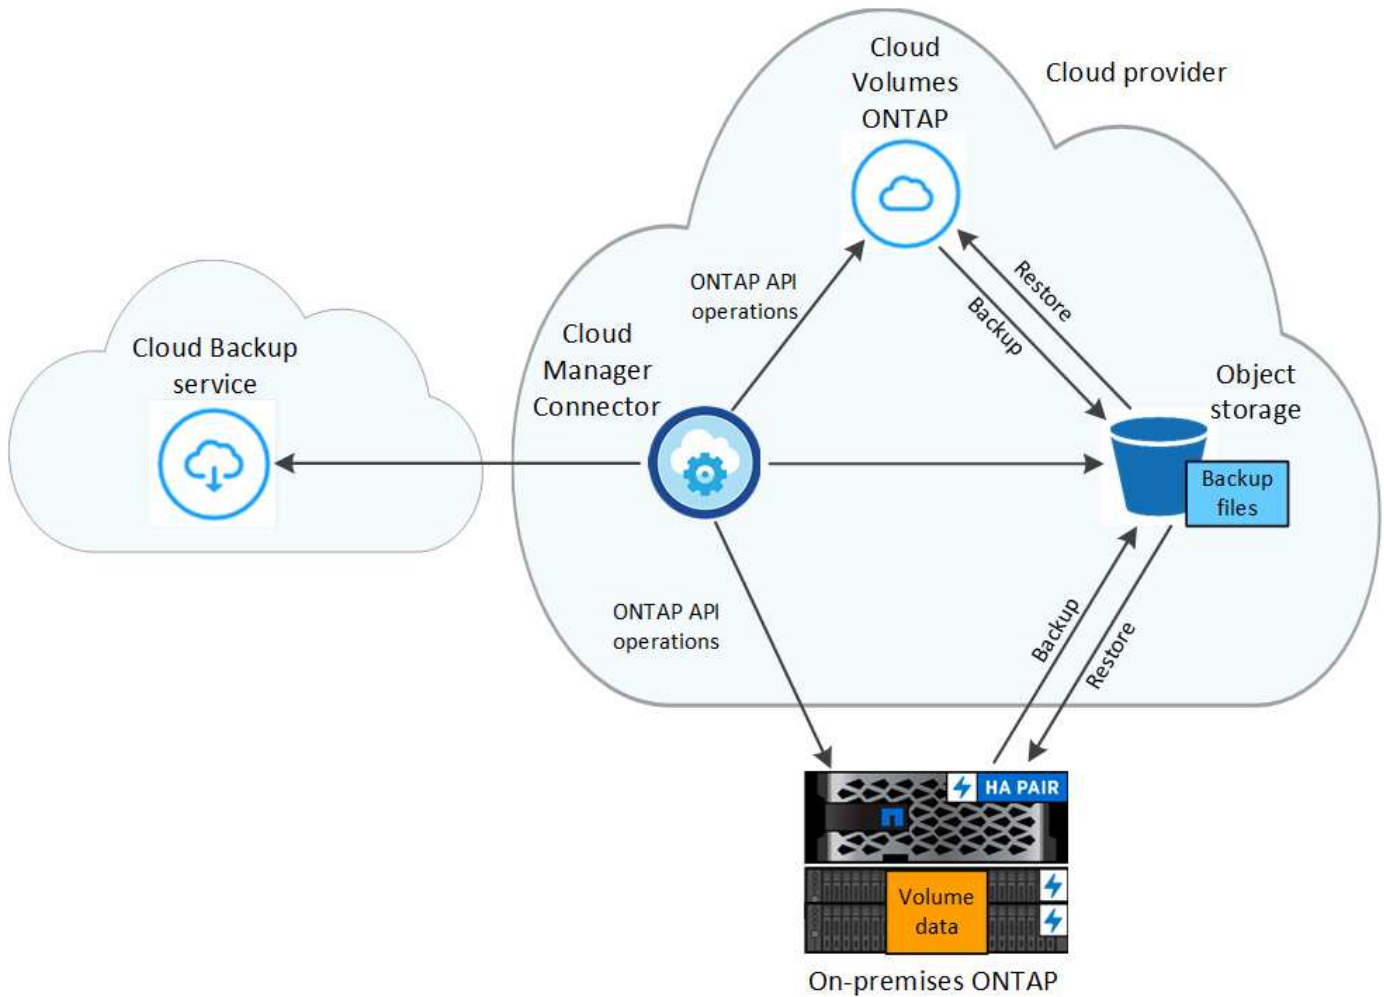 Cloud
Volumes
ONTAP
Cloud provider
ONTAP API
operations
Restore
Backup
Cloud Backup
service
Cloud
Manager
Connector
Object
storage
Backup
files
ONTAP API
operations
Backup
Restore
HA PAIR
Volume
data
On-premises ONTAP